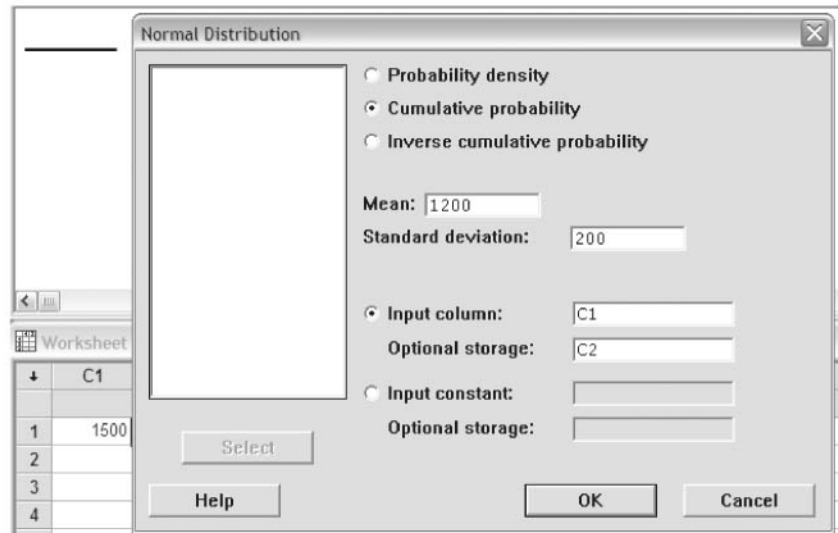 Normal Distribution
Probability density
Cumulative probability
Inverse cumulative probability
Mean: 1200
Standard deviation: 200
Input column: C1
Optional storage: C2
Input constant:
Optional storage:
Select
Help OK Cancel
Worksheet
C1
1 1500
2
3
4